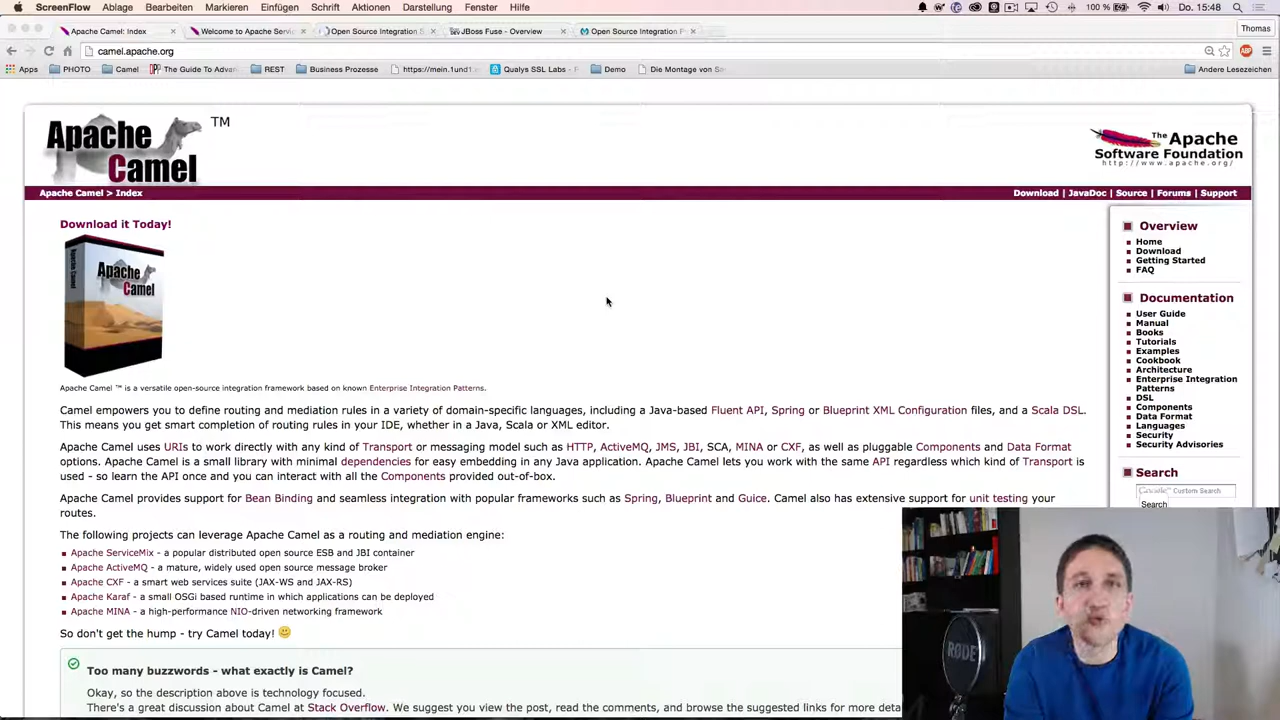 ScreenFlow Ablage Bearbeiten Markieren Einfügen Schrift Aktionen Darstellung Fenster Hilfe 100 % Do. 15:48
Apache Camel: Index Welcome to Apache Servic Open Source Integration S JBoss Fuse - Overview Open Source Integration P Thomas
camel.apache.org
Apps PHOTO Camel The Guide To Advan REST Business Prozesse https://mein.1und1 Qualys SSL Labs - P Demo Die Montage von Se Andere Lesezeichen
Apache Camel TM
The Apache
Software Foundation
http://www.apache.org/
Apache Camel > Index Download | JavaDoc | Source | Forums | Support
Download it Today!
Apache Camel
Apache
Camel
Apache Camel ™ is a versatile open-source integration framework based on known Enterprise Integration Patterns.
Camel empowers you to define routing and mediation rules in a variety of domain-specific languages, including a Java-based Fluent API, Spring or Blueprint XML Configuration files, and a Scala DSL.
This means you get smart completion of routing rules in your IDE, whether in a Java, Scala or XML editor.
Apache Camel uses URIs to work directly with any kind of Transport or messaging model such as HTTP, ActiveMQ, JMS, JBI, SCA, MINA or CXF, as well as pluggable Components and Data Format
options. Apache Camel is a small library with minimal dependencies for easy embedding in any Java application. Apache Camel lets you work with the same API regardless which kind of Transport is
used - so learn the API once and you can interact with all the Components provided out-of-box.
Apache Camel provides support for Bean Binding and seamless integration with popular frameworks such as Spring, Blueprint and Guice. Camel also has extensive support for unit testing your
routes.
The following projects can leverage Apache Camel as a routing and mediation engine:
Apache ServiceMix - a popular distributed open source ESB and JBI container
Apache ActiveMQ - a mature, widely used open source message broker
Apache CXF - a smart web services suite (JAX-WS and JAX-RS)
Apache Karaf - a small OSGi based runtime in which applications can be deployed
Apache MINA - a high-performance NIO-driven networking framework
So don't get the hump - try Camel today!
Too many buzzwords - what exactly is Camel?
Okay, so the description above is technology focused.
There's a great discussion about Camel at Stack Overflow. We suggest you view the post, read the comments, and browse the suggested links for more deta
Overview
Home
Download
Getting Started
FAQ
Documentation
User Guide
Manual
Books
Tutorials
Examples
Cookbook
Architecture
Enterprise Integration
Patterns
DSL
Components
Data Format
Languages
Security
Security Advisories
Search
Google Custom Search
Search
RØDE